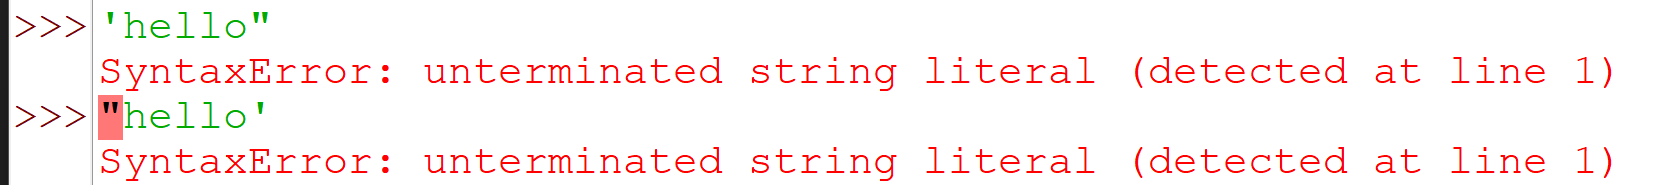 >>> 'hello"
SyntaxError: unterminated string literal (detected at line 1)
>>> "hello'
SyntaxError: unterminated string literal (detected at line 1)